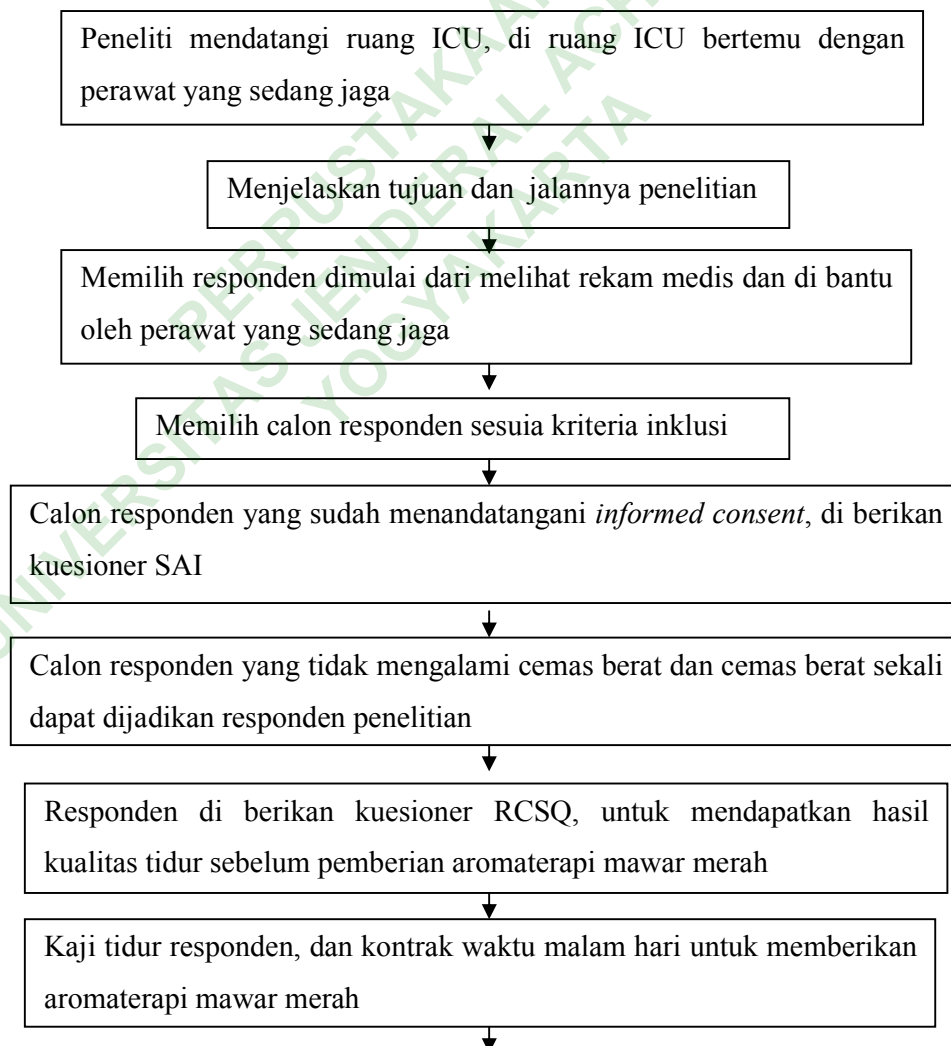 Peneliti mendatangi ruang ICU, di ruang ICU bertemu dengan
perawat yang sedang jaga
Menjelaskan tujuan dan jalannya penelitian
Memilih responden dimulai dari melihat rekam medis dan di bantu
oleh perawat yang sedang jaga
Memilih calon responden sesuia kriteria inklusi
Calon responden yang sudah menandatangani informed consent, di berikan
kuesioner SAI
Calon responden yang tidak mengalami cemas berat dan cemas berat sekali
dapat dijadikan responden penelitian
Responden di berikan kuesioner RCSQ, untuk mendapatkan hasil
kualitas tidur sebelum pemberian aromaterapi mawar merah
Kaji tidur responden, dan kontrak waktu malam hari untuk memberikan
aromaterapi mawar merah
PERPUSTAKAAN
UNIVERSITAS JENDERAL
YOGYAKARTA